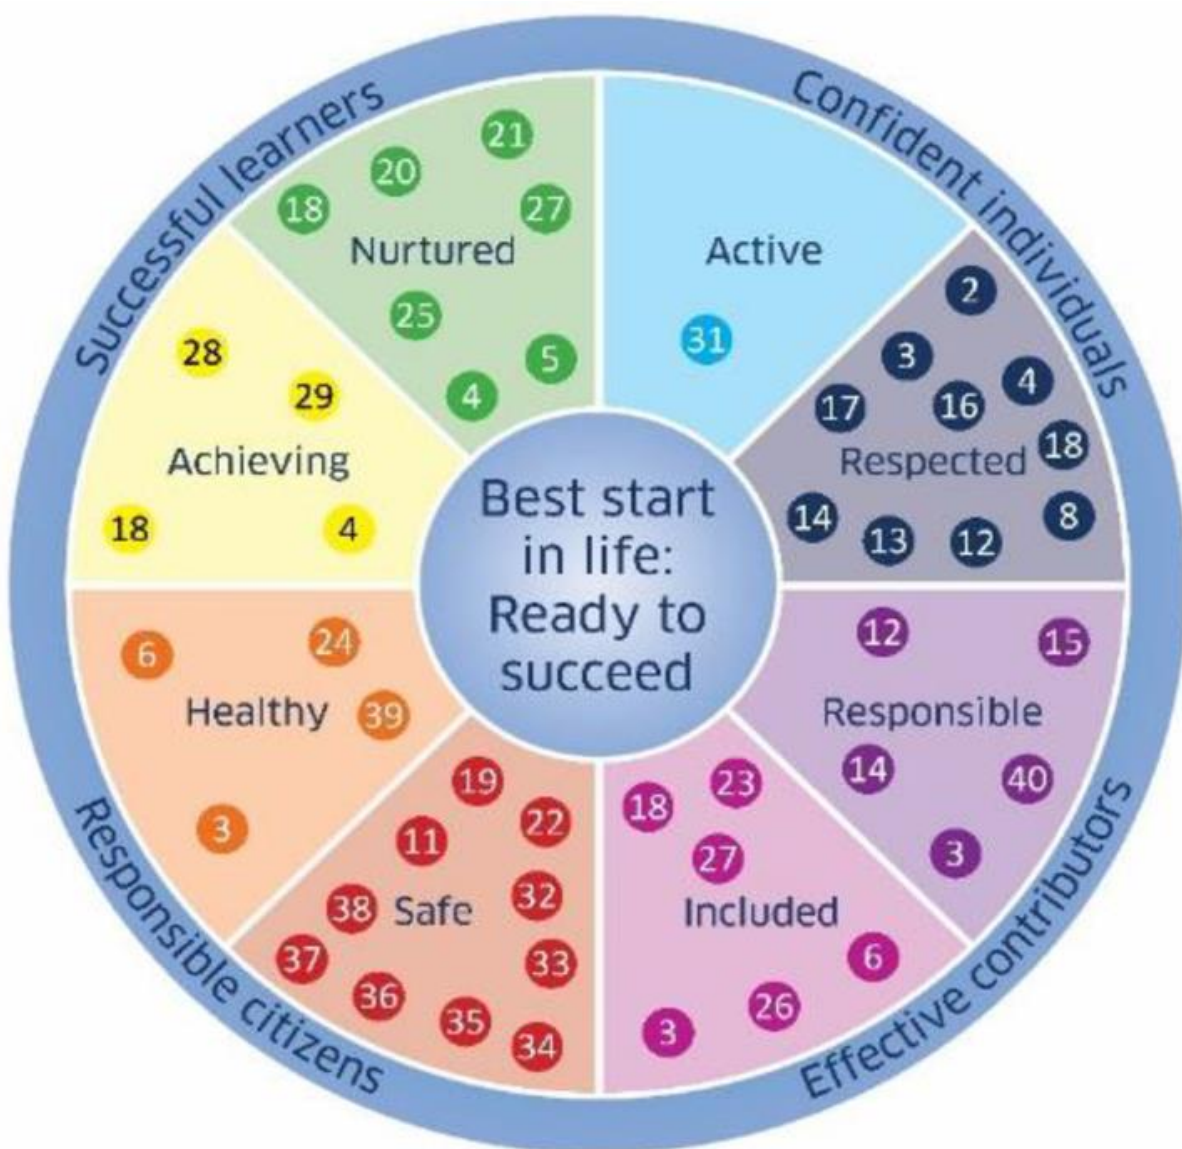 Successful learners
Confident individuals
21
20
18
27
Nurtured
25
5
4
Active
31
2
3
4
17
16
18
Respected
14
13
12
8
28
29
Achieving
18
4
Best start
in life:
Ready to
succeed
6
24
Healthy
39
3
12
15
Responsible
14
40
3
19
22
11
32
38
Safe
37
33
36
35
34
23
18
27
Included
6
26
3
Responsible citizens
Effective contributors